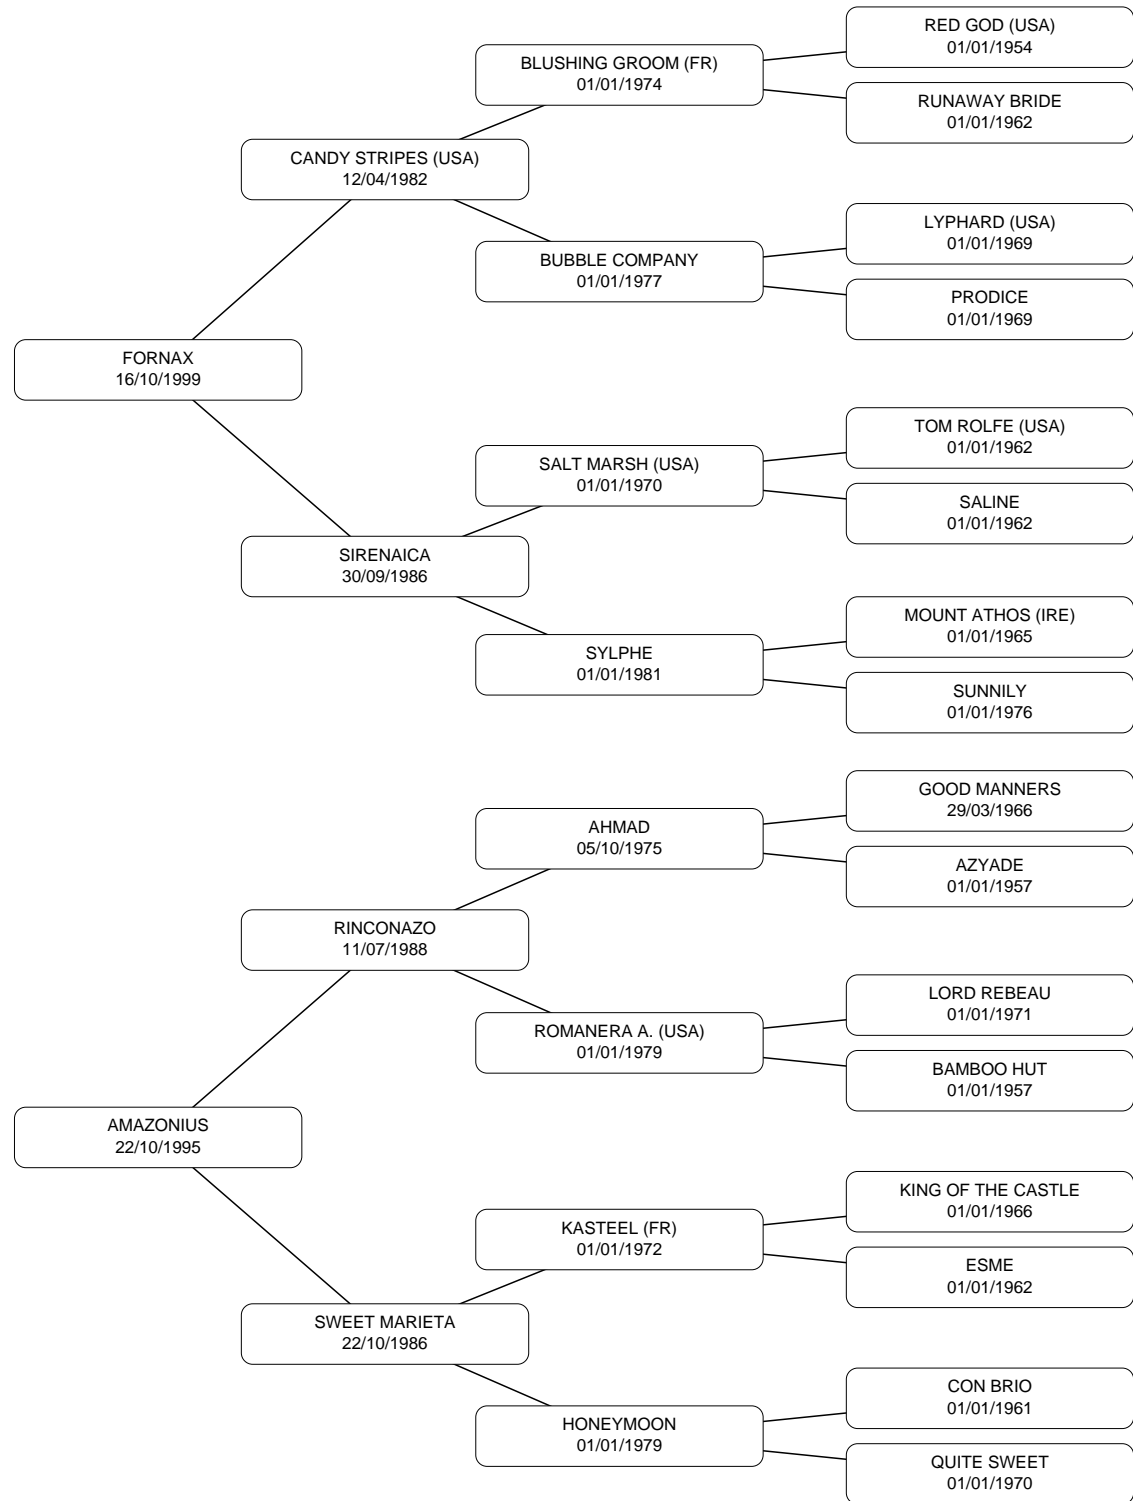 RED GOD (USA)
01/01/1954
BLUSHING GROOM (FR)
01/01/1974
RUNAWAY BRIDE
01/01/1962
CANDY STRIPES (USA)
12/04/1982
LYPHARD (USA)
01/01/1969
BUBBLE COMPANY
01/01/1977
PRODICE
01/01/1969
FORNAX
16/10/1999
TOM ROLFE (USA)
01/01/1962
SALT MARSH (USA)
01/01/1970
SALINE
01/01/1962
SIRENAICA
30/09/1986
MOUNT ATHOS (IRE)
01/01/1965
SYLPHE
01/01/1981
SUNNILY
01/01/1976
GOOD MANNERS
29/03/1966
AHMAD
05/10/1975
AZYADE
01/01/1957
RINCONAZO
11/07/1988
LORD REBEAU
01/01/1971
ROMANERA A. (USA)
01/01/1979
BAMBOO HUT
01/01/1957
AMAZONIUS
22/10/1995
KING OF THE CASTLE
01/01/1966
KASTEEL (FR)
01/01/1972
ESME
01/01/1962
SWEET MARIETA
22/10/1986
CON BRIO
01/01/1961
HONEYMOON
01/01/1979
QUITE SWEET
01/01/1970